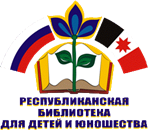 РЕСПУБЛИКАНСКАЯ
БИБЛИОТЕКА
ДЛЯ ДЕТЕЙ И ЮНОШЕСТВА